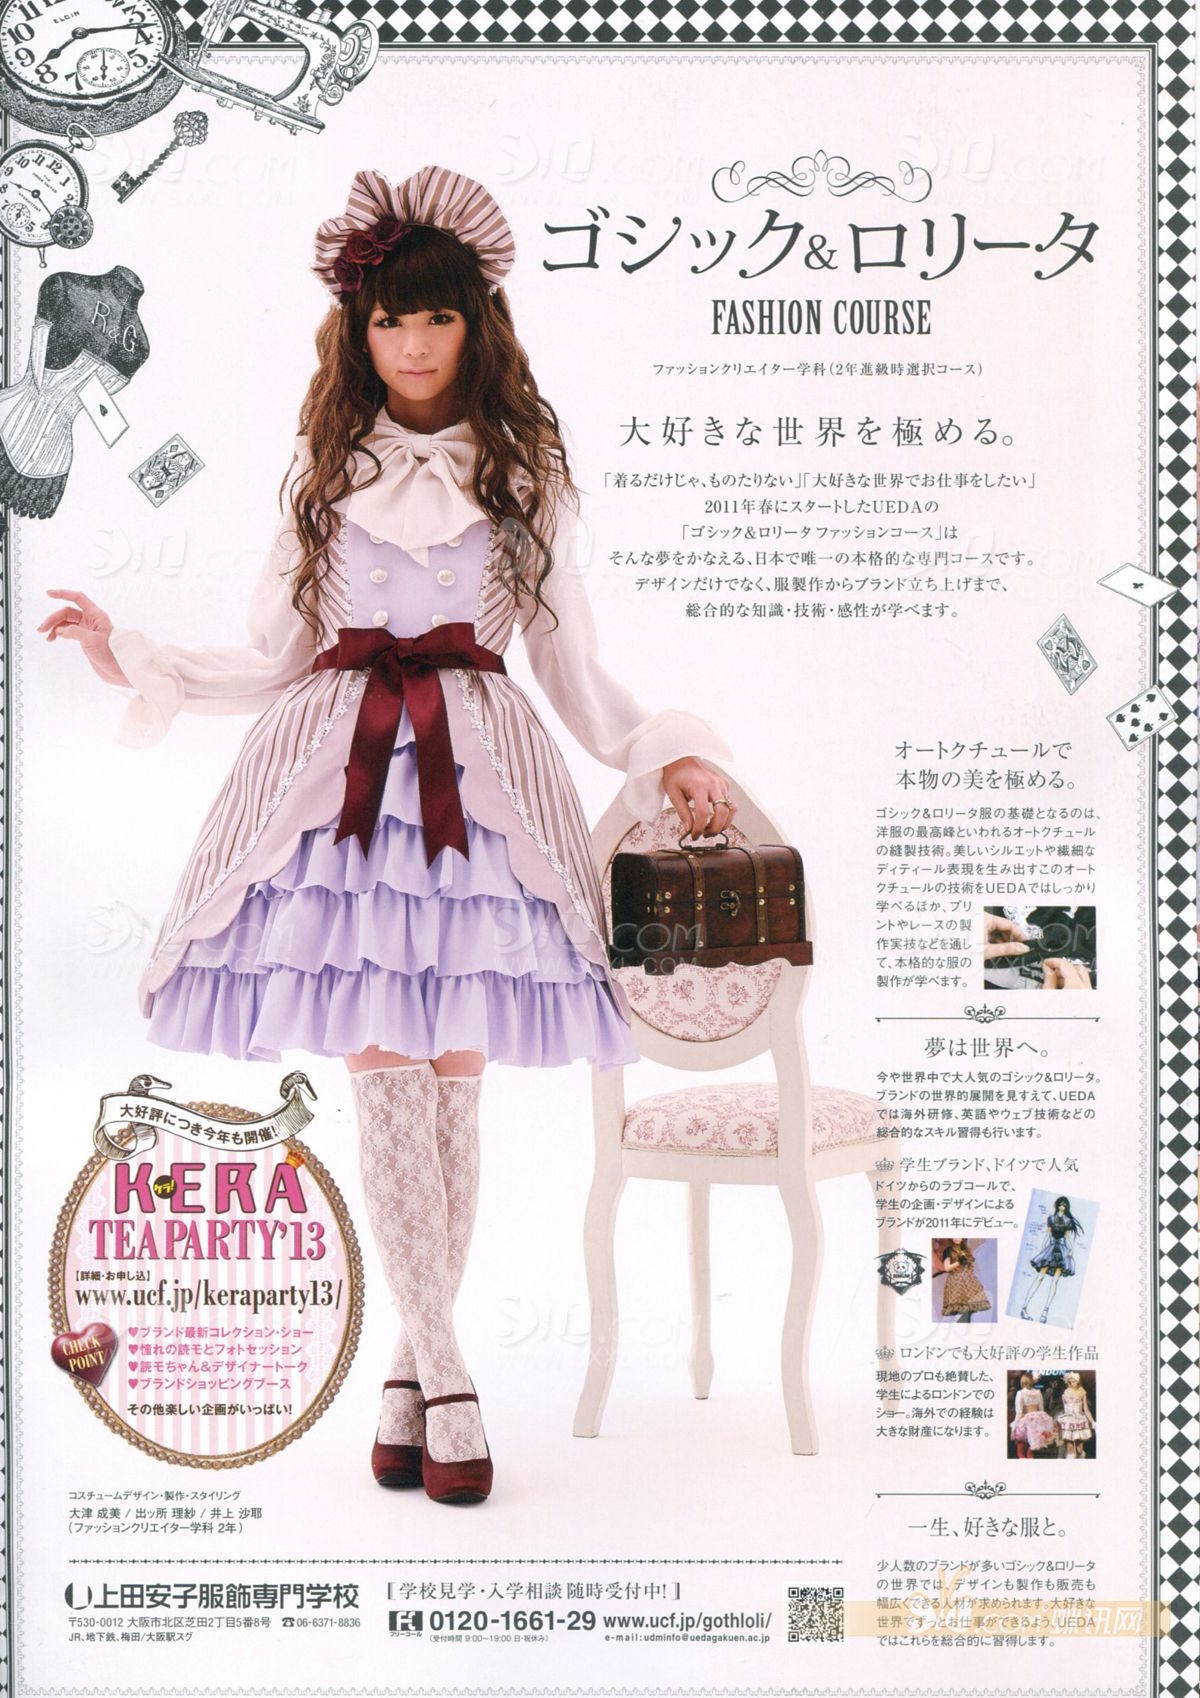 ELGIN
R&G
ゴシック&ロリータ
FASHION COURSE
ファッションクリエイター学科(2年進級時選択コース)
大好きな世界を極める。
「着るだけじゃ、ものたりない」「大好きな世界でお仕事をしたい」
2011年春にスタートしたUEDAの
「ゴシック&ロリータ ファッションコース」は
そんな夢をかなえる、日本で唯一の本格的な専門コースです。
デザインだけでなく、服製作からブランド立ち上げまで、
総合的な知識・技術・感性が学べます。
オートクチュールで
本物の美を極める。
ゴシック&ロリータ服の基礎となるのは、
洋服の最高峰といわれるオートクチュール
の縫製技術。美しいシルエットや繊細な
ディティール表現を生み出すこのオート
クチュールの技術をUEDAではしっかり
学べるほか、プリ
ントやレースの製
作実技などを通し
て、本格的な服の
製作が学べます。
夢は世界へ。
今や世界中で大人気のゴシック&ロリータ。
ブランドの世界的展開を見すえて、UEDA
では海外研修、英語やウェブ技術などの
総合的なスキル習得も行います。
学生ブランド、ドイツで人気
ドイツからのラブコールで、
学生の企画・デザインによる
ブランドが2011年にデビュー。
ロンドンでも大好評の学生作品
現地のプロも絶賛した、
学生によるロンドンでの
ショー。海外での経験は
大きな財産になります。
一生、好きな服と。
少人数のブランドが多いゴシック&ロリータ
の世界では、デザインも製作も販売も
幅広くできる人材が求められます。大好きな
世界でずっとお仕事ができるよう、UEDA
ではこれらを総合的に習得します。
大好評につき今年も開催!
KERA
ケラ!
TEA PARTY'13
【詳細・お申し込】
www.ucf.jp/keraparty13/
CHECK
POINT!
♥ブランド最新コレクション・ショー
♥憧れの読モとフォトセッション
♥読モちゃん&デザイナートーク
♥ブランドショッピングブース
その他楽しい企画がいっぱい!
コスチュームデザイン・製作・スタイリング
大津 成美 / 出ッ所 理紗 / 井上 沙耶
(ファッションクリエイター学科 2年)
上田安子服飾専門学校
〒530-0012 大阪市北区芝田2丁目5番8号 ☎06-6371-8836
JR、地下鉄、梅田/大阪駅スグ
[学校見学・入学相談 随時受付中!]
フリーコール
0120-1661-29 www.ucf.jp/gothloli/
(受付時間 9:00~19:00 日・祝休み) e-mail:udminfo@uedagakuen.ac.jp
SXXL.COM
WWW.SXXL.COM